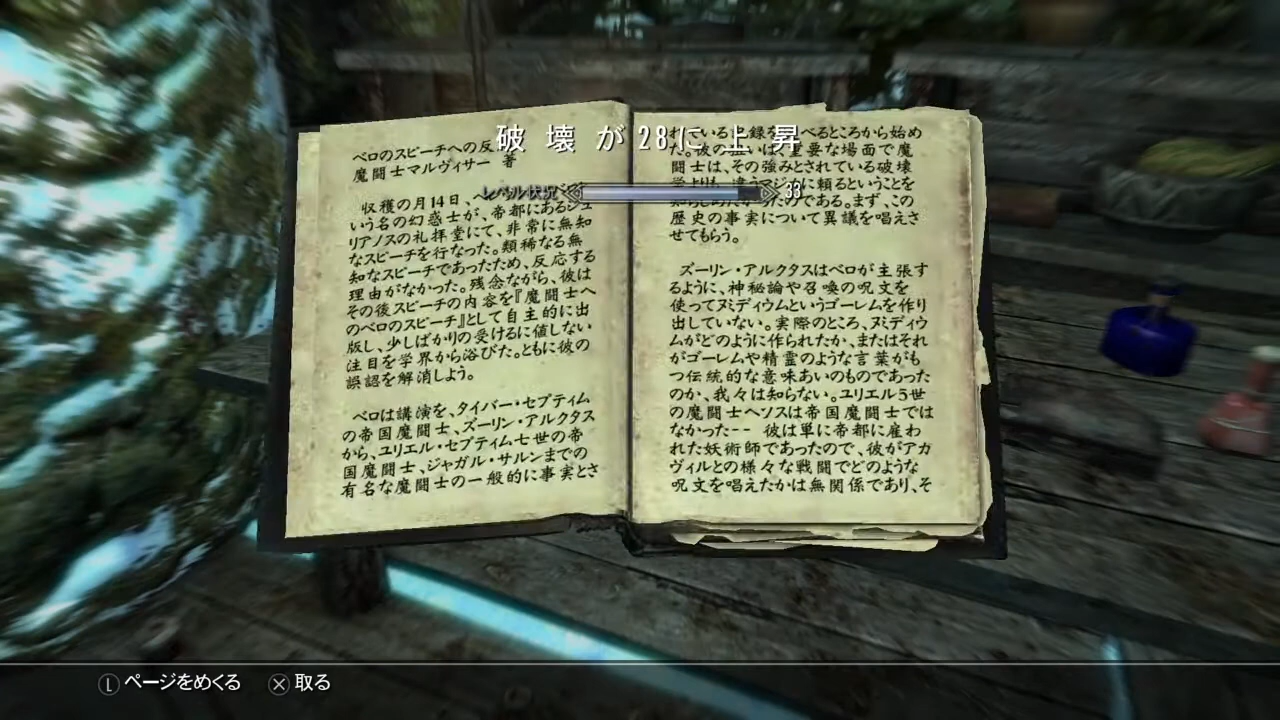 破壊が28に上昇
レベル状況 33
ベロのスピーチへの反
魔闘士マルヴィサー 著
収穫の月14日、ベ
いう名の幻惑士が、帝都にあるジュ
リアノスの礼拝堂にて、非常に無知
なスピーチを行なった。類稀なる無
知なスピーチであったため、反応する
理由がなかった。残念ながら、彼は
その後スピーチの内容を『魔闘士へ
のベロのスピーチ』として自主的に出
版し、少しばかりの受けるに値しない
注目を学界から浴びた。ともに彼の
誤認を解消しよう。
ベロは講演を、タイバー・セプティム
の帝国魔闘士、ズーリン・アルクタス
から、ユリエル・セプティム七世の帝
国魔闘士、ジャガル・サルンまでの
有名な魔闘士の一般的に事実とさ
れている記録を べるところから始め
た。彼の狙いは、重要な場面で魔
闘士は、その強みとされている破壊
に頼るということを
のである。まず、この
歴史の事実について異議を唱えさ
せてもらう。
ズーリン・アルクタスはベロが主張す
るように、神秘論や召喚の呪文を
使ってヌミディウムというゴーレムを作り
出していない。実際のところ、ヌミディウ
ムがどのように作られたか、またはそれ
がゴーレムや精霊のような言葉がも
つ伝統的な意味あいのものであった
のか、我々は知らない。ユリエル5世
の魔闘士ヘソスは帝国魔闘士では
なかった-- 彼は単に帝都に雇わ
れた妖術師であったので、彼がアカ
ヴィルとの様々な戦闘でどのような
呪文を唱えたかは無関係であり、そ
Ⓛ ページをめくる ⓧ 取る